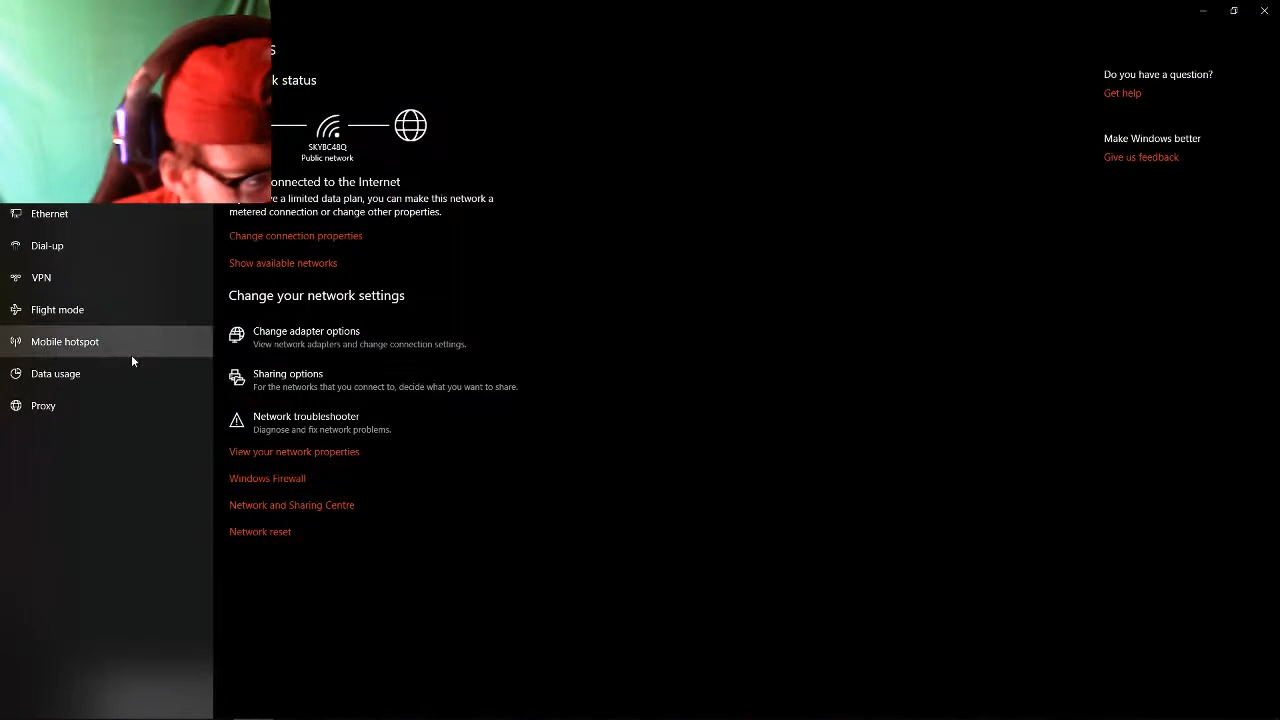 k status
SKYBC48Q
Public network
onnected to the Internet
e a limited data plan, you can make this network a
metered connection or change other properties.
Change connection properties
Show available networks
Change your network settings
Change adapter options
View network adapters and change connection settings.
Sharing options
For the networks that you connect to, decide what you want to share.
Network troubleshooter
Diagnose and fix network problems.
View your network properties
Windows Firewall
Network and Sharing Centre
Network reset
Ethernet
Dial-up
VPN
Flight mode
Mobile hotspot
Data usage
Proxy
Do you have a question?
Get help
Make Windows better
Give us feedback